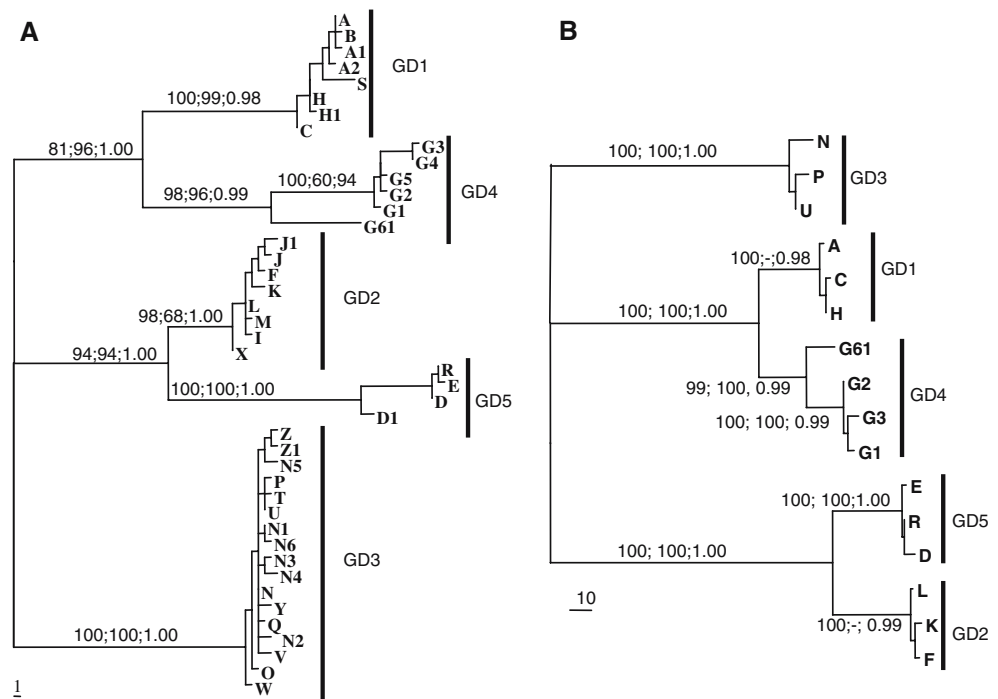 A
A
B
A1
A2
S
H
H1
C
GD1
100;99;0.98
81;96;1.00
98;96;0.99
100;60;94
G3
G4
G5
G2
G1
G61
GD4
J1
J
F
K
L
M
I
X
GD2
98;68;1.00
94;94;1.00
100;100;1.00
R
E
D
D1
GD5
Z
Z1
N5
P
T
U
N1
N6
N3
N4
N
Y
Q
N2
V
O
W
GD3
100;100;1.00
1
B
100; 100;1.00
N
P
U
GD3
100;-;0.98
A
C
H
GD1
100; 100;1.00
G61
G2
G3
G1
GD4
99; 100, 0.99
100; 100; 0.99
100; 100;1.00
E
R
D
GD5
100; 100;1.00
L
K
F
GD2
100;-; 0.99
10